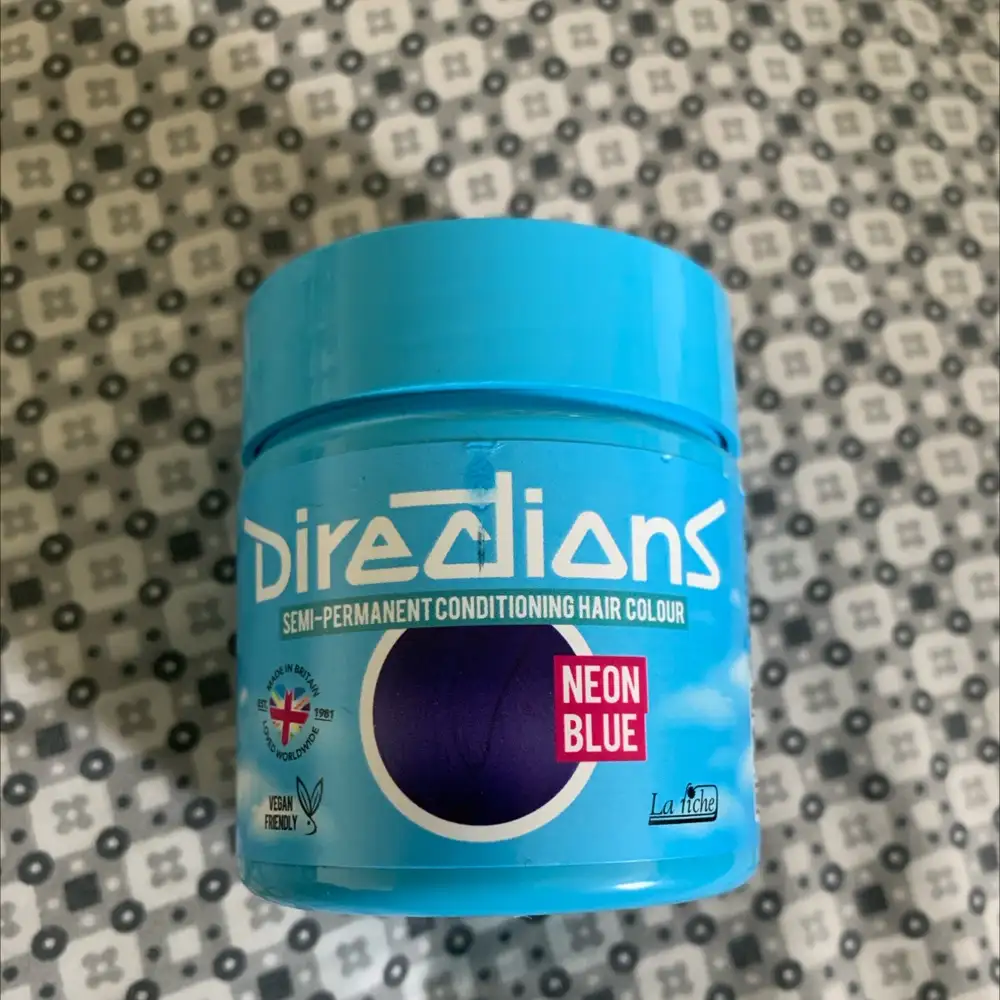 Directions
SEMI-PERMANENT CONDITIONING HAIR COLOUR
NEON
BLUE
MADE IN BRITAIN
EST. 1981
LOVED WORLDWIDE
VEGAN
FRIENDLY
La riche